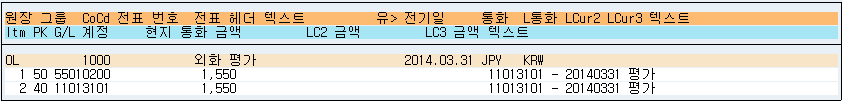 원장 그룹 CoCd 전표 번호 전표 헤더 텍스트 유> 전기일 통화 L통화 LCur2 LCur3 텍스트
Itm PK G/L 계정 현지 통화 금액 LC2 금액 LC3 금액 텍스트
OL 1000 외화 평가 2014.03.31 JPY KRW
1 50 55010200 1,550 11013101 - 20140331 평가
2 40 11013101 1,550 11013101 - 20140331 평가